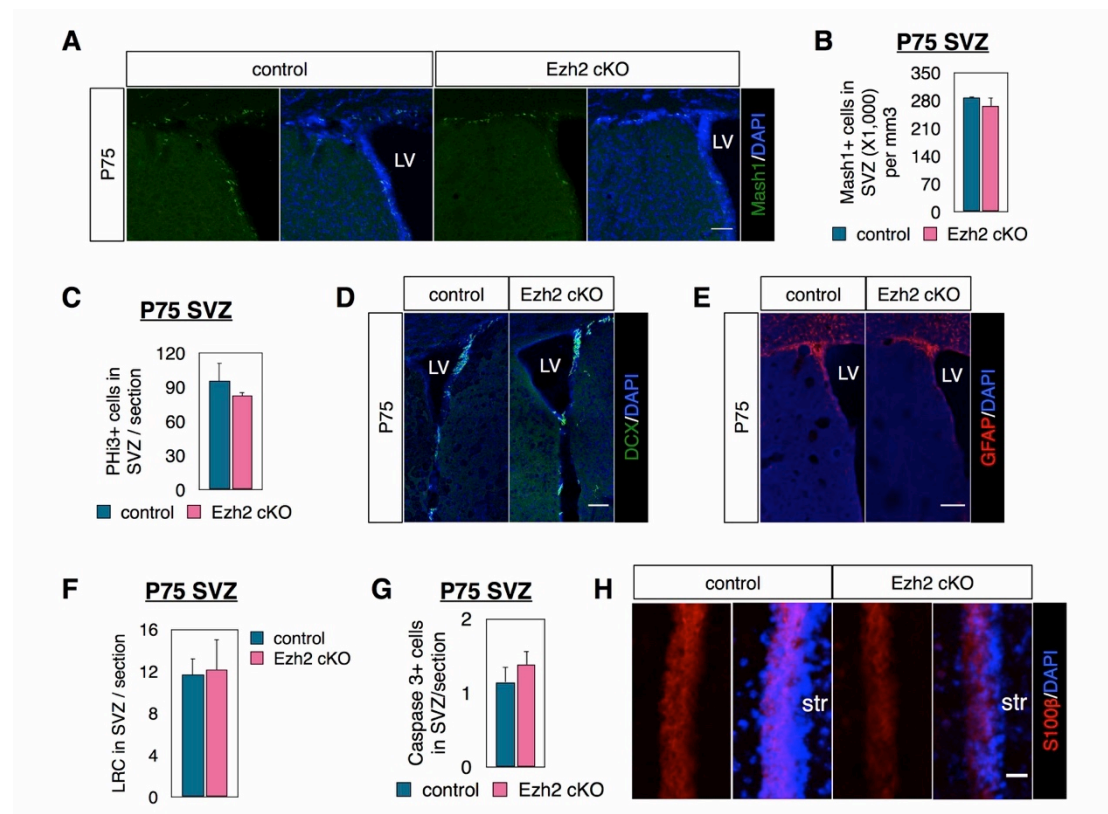 A
control
Ezh2 cKO
P75
LV
LV
Mash1/DAPI
B
P75 SVZ
Mash1+ cells in
SVZ (X1,000)
per mm3
350
280
210
140
70
0
control
Ezh2 cKO
C
P75 SVZ
PHi3+ cells in
SVZ / section
120
90
60
30
0
control
Ezh2 cKO
D
control
Ezh2 cKO
P75
LV
LV
DCX/DAPI
E
control
Ezh2 cKO
P75
LV
LV
GFAP/DAPI
F
P75 SVZ
LRC in SVZ / section
16
12
8
4
0
control
Ezh2 cKO
G
P75 SVZ
Caspase 3+ cells
in SVZ/section
2
1
0
control
Ezh2 cKO
H
control
Ezh2 cKO
str
str
S100β/DAPI